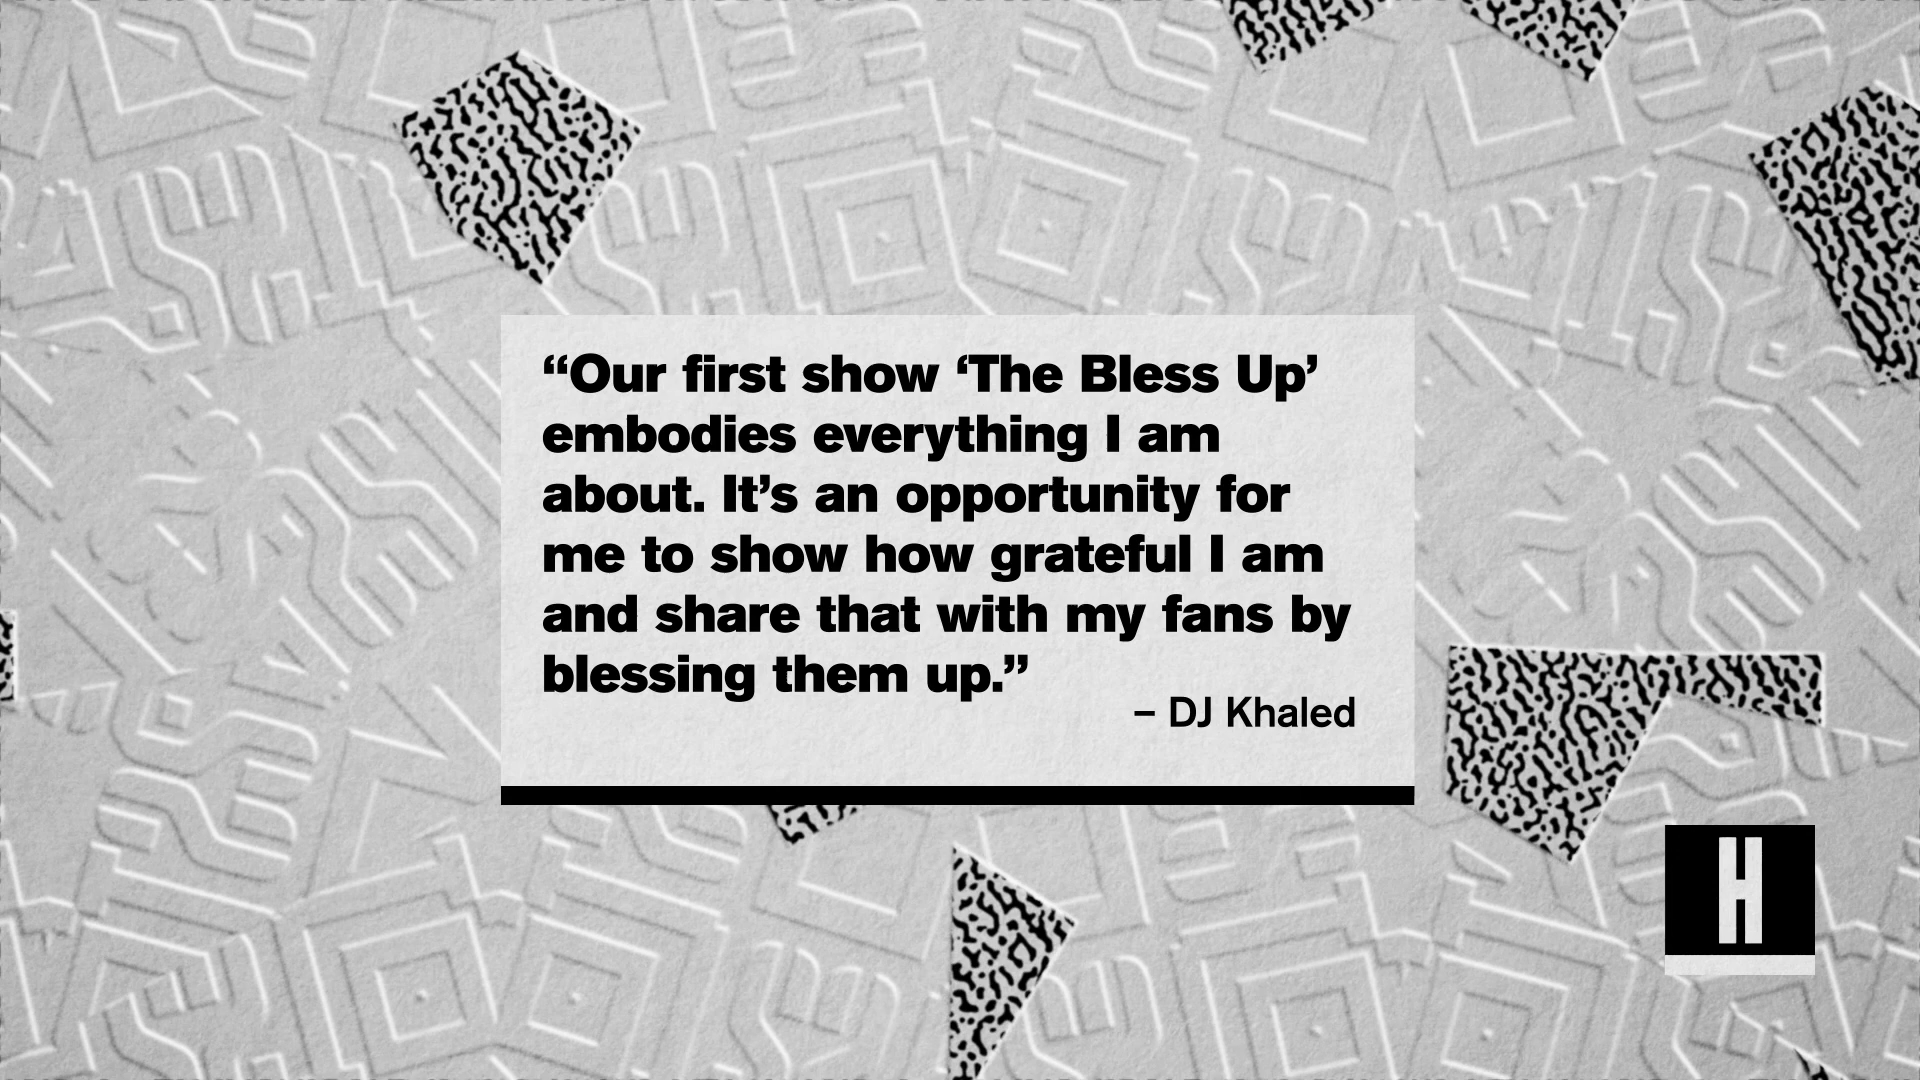 “Our first show ‘The Bless Up’
embodies everything I am
about. It’s an opportunity for
me to show how grateful I am
and share that with my fans by
blessing them up.”
– DJ Khaled
H